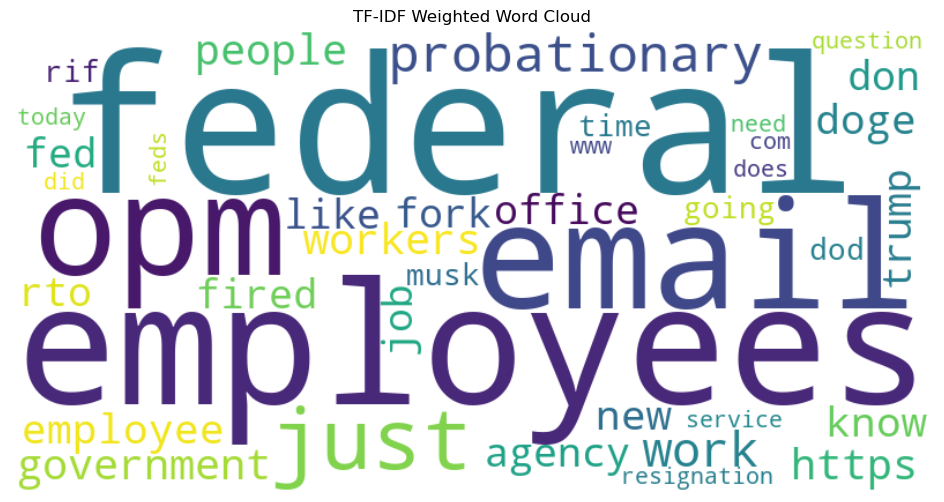 TF-IDF Weighted Word Cloud
federal
people
probationary
question
rif
don
today
doge
time
need
fed
feds
www
com
did
does
opm
like
fork
office
going
trump
workers
email
dod
musk
rto
fired
job
employees
just
new
service
know
employee
work
agency
government
https
resignation